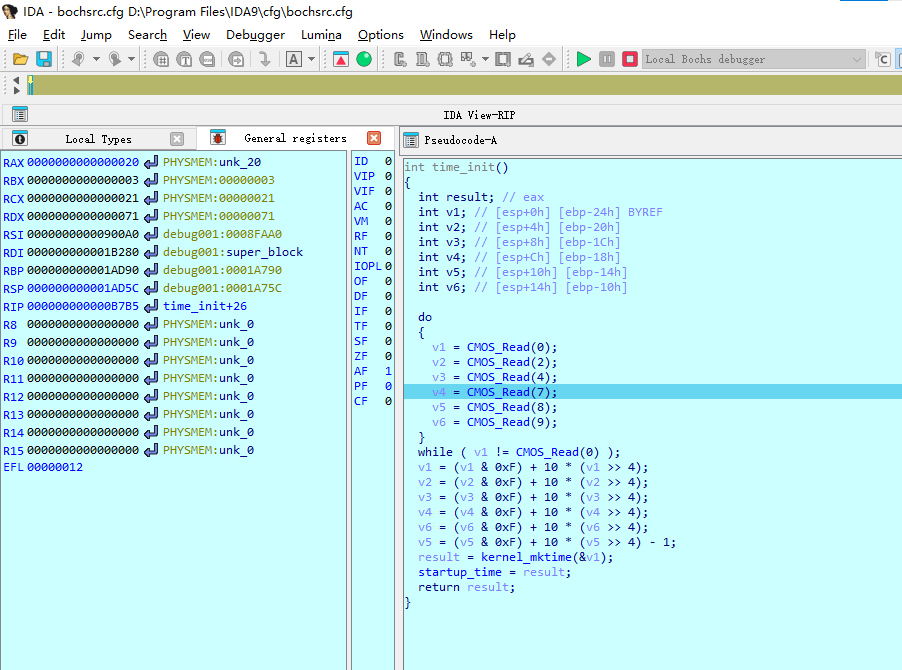 IDA - bochsrc.cfg D:\Program Files\IDA9\cfg\bochsrc.cfg
File Edit Jump Search View Debugger Lumina Options Windows Help
Local Bochs debugger
IDA View-RIP
Local Types
General registers
RAX 0000000000000020 PHYSMEM:unk_20
RBX 0000000000000003 PHYSMEM:00000003
RCX 0000000000000021 PHYSMEM:00000021
RDX 0000000000000071 PHYSMEM:00000071
RSI 00000000000900A0 debug001:0008FAA0
RDI 000000000001B280 debug001:super_block
RBP 000000000001AD90 debug001:0001A790
RSP 000000000001AD5C debug001:0001A75C
RIP 000000000000B7B5 time_init+26
R8 0000000000000000 PHYSMEM:unk_0
R9 0000000000000000 PHYSMEM:unk_0
R10 0000000000000000 PHYSMEM:unk_0
R11 0000000000000000 PHYSMEM:unk_0
R12 0000000000000000 PHYSMEM:unk_0
R13 0000000000000000 PHYSMEM:unk_0
R14 0000000000000000 PHYSMEM:unk_0
R15 0000000000000000 PHYSMEM:unk_0
EFL 00000012
ID 0
VIP 0
VIF 0
AC 0
VM 0
RF 0
NT 0
IOPL 0
OF 0
DF 0
IF 0
TF 0
SF 0
ZF 0
AF 1
PF 0
CF 0
Pseudocode-A
int time_init()
{
int result; // eax
int v1; // [esp+0h] [ebp-24h] BYREF
int v2; // [esp+4h] [ebp-20h]
int v3; // [esp+8h] [ebp-1Ch]
int v4; // [esp+Ch] [ebp-18h]
int v5; // [esp+10h] [ebp-14h]
int v6; // [esp+14h] [ebp-10h]
do
{
v1 = CMOS_Read(0);
v2 = CMOS_Read(2);
v3 = CMOS_Read(4);
v4 = CMOS_Read(7);
v5 = CMOS_Read(8);
v6 = CMOS_Read(9);
}
while ( v1 != CMOS_Read(0) );
v1 = (v1 & 0xF) + 10 * (v1 >> 4);
v2 = (v2 & 0xF) + 10 * (v2 >> 4);
v3 = (v3 & 0xF) + 10 * (v3 >> 4);
v4 = (v4 & 0xF) + 10 * (v4 >> 4);
v6 = (v6 & 0xF) + 10 * (v6 >> 4);
v5 = (v5 & 0xF) + 10 * (v5 >> 4) - 1;
result = kernel_mktime(&v1);
startup_time = result;
return result;
}